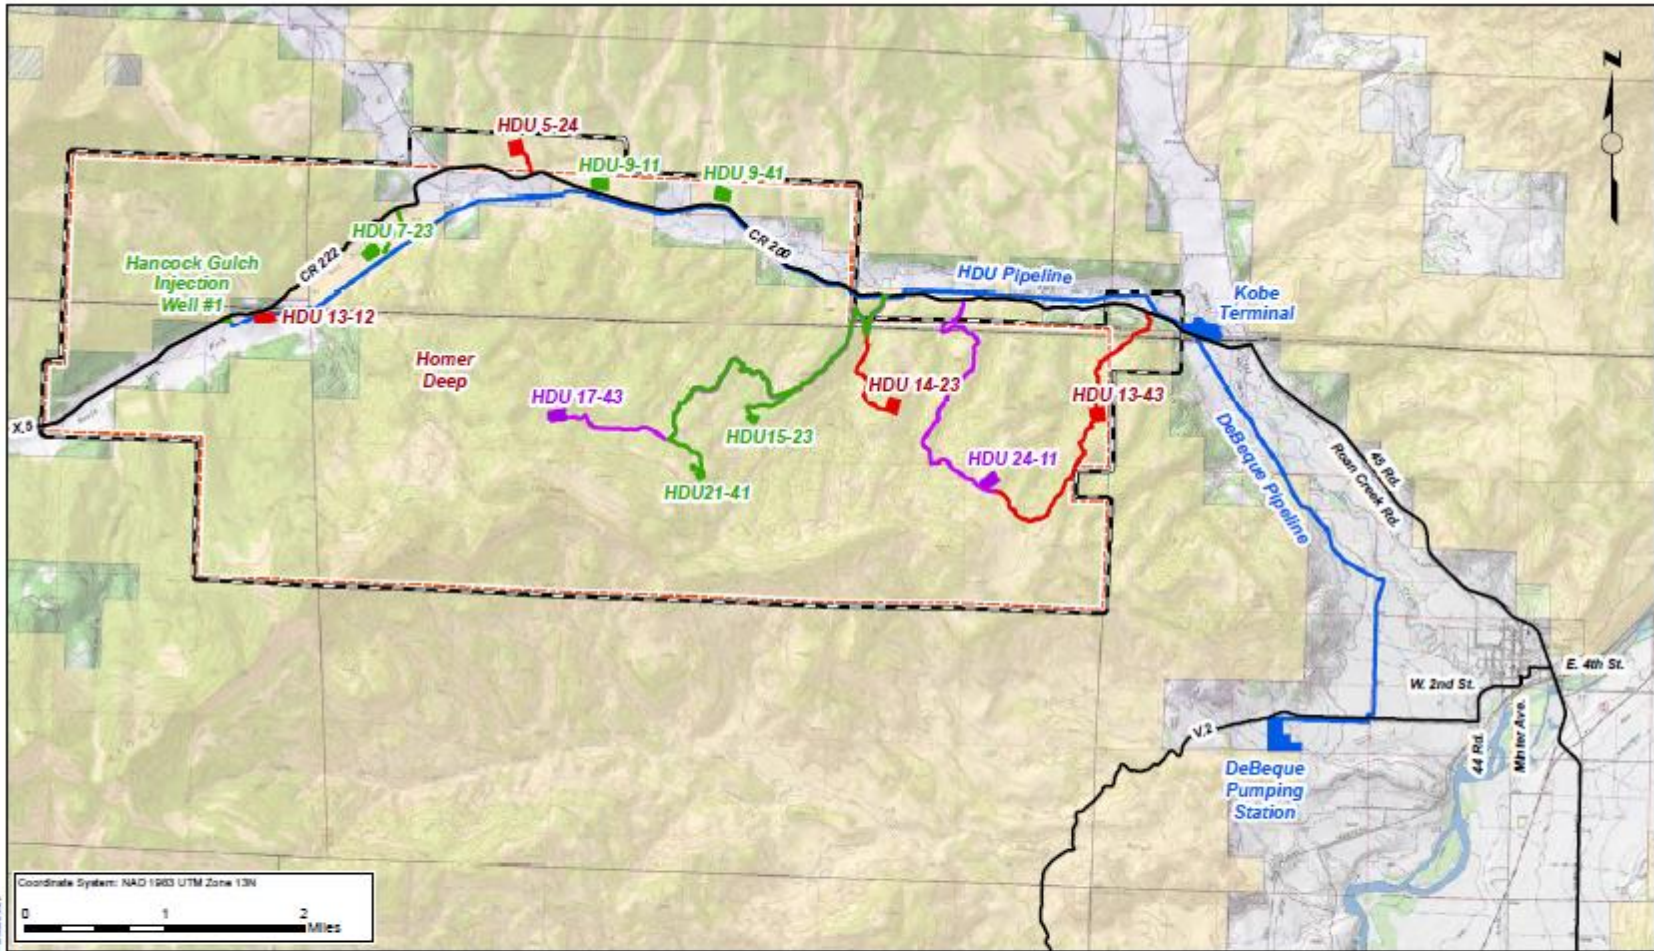 N
HDU 5-24
HDU-9-11
HDU 9-41
HDU 7-23
CR 222
CR 200
Hancock Gulch
Injection
Well #1
HDU 13-12
HDU Pipeline
Kobe
Terminal
Homer
Deep
HDU 17-43
HDU15-23
HDU 14-23
HDU 13-43
X.5
HDU21-41
HDU 24-11
DeBeque Pipeline
45 Rd.
Roan Creek Rd.
E. 4th St.
W. 2nd St.
V.2
44 Rd.
Minter Ave.
DeBeque
Pumping
Station
Coordinate System: NAD 1983 UTM Zone 13N
0 1 2
Miles